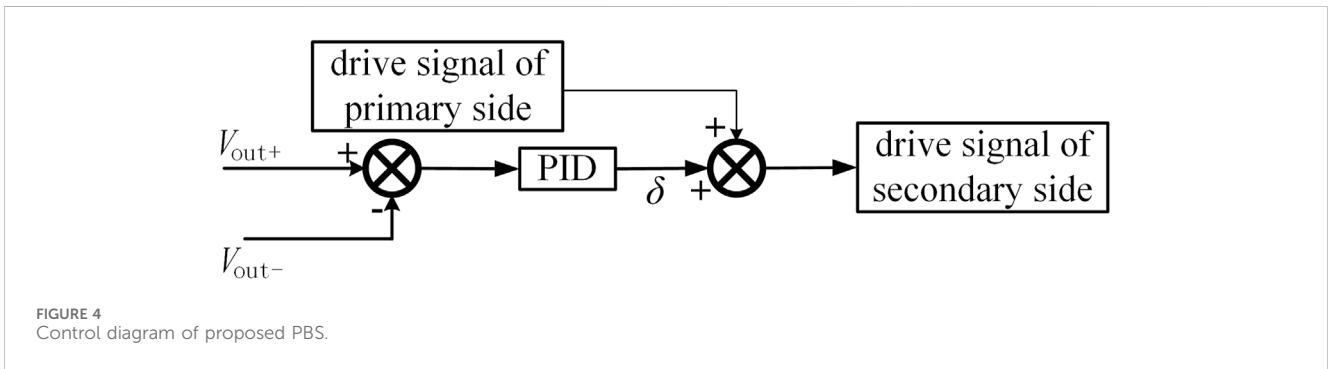 drive signal of
primary side
V_out+
+
-
V_out−
PID
δ
+
+
drive signal of
secondary side
FIGURE 4
Control diagram of proposed PBS.